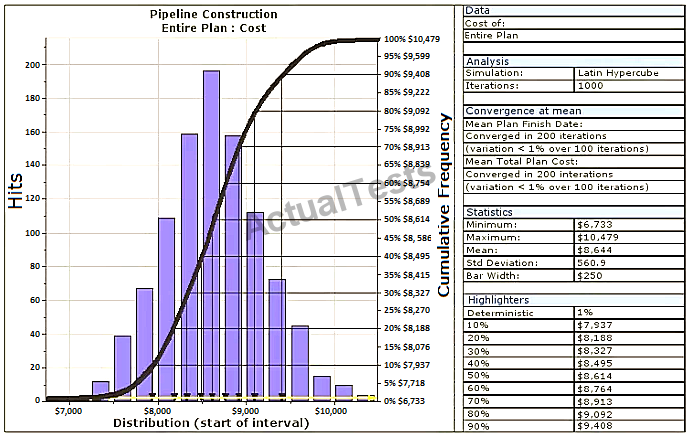 Pipeline Construction
Entire Plan : Cost
Hits
200
180
160
140
120
100
80
60
40
20
0
$7,000
$8,000
$9,000
$10,000
Distribution (start of interval)
100% $10,479
95% $9,599
90% $9,408
85% $9,222
80% $9,092
75% $8,992
70% $8,913
65% $8,839
60% $8,754
55% $8,689
50% $8,614
45% $8,586
40% $8,495
35% $8,415
30% $8,327
25% $8,270
20% $8,188
15% $8,076
10% $7,937
5% $7,718
0% $6,733
Cumulative Frequency
ActualTests
Data
Cost of:
Entire Plan
Analysis
Simulation: Latin Hypercube
Iterations: 1000
Convergence at mean
Mean Plan Finish Date:
Converged in 200 iterations
(variation < 1% over 100 iterations)
Mean Total Plan Cost:
Converged in 200 interations
(variation < 1% over 100 iterations)
Statistics
Minimum: $6,733
Maximum: $10,479
Mean: $8,644
Std Deviation: 560.9
Bar Width: $250
Highlighters
Deterministic 1%
10% $7,937
20% $8,188
30% $8,327
40% $8,495
50% $8,614
60% $8,764
70% $8,913
80% $9,092
90% $9,408